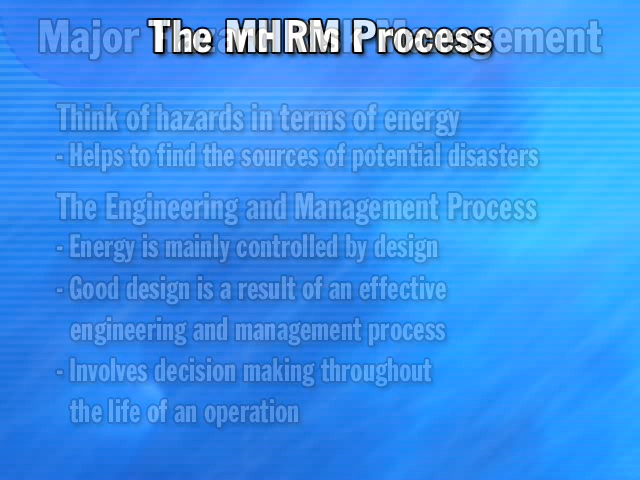 The MHRM Process
Major Management
Think of hazards in terms of energy
- Helps to find the sources of potential disasters
The Engineering and Management Process
- Energy is mainly controlled by design
- Good design is a result of an effective
engineering and management process
- Involves decision making throughout
the life of an operation